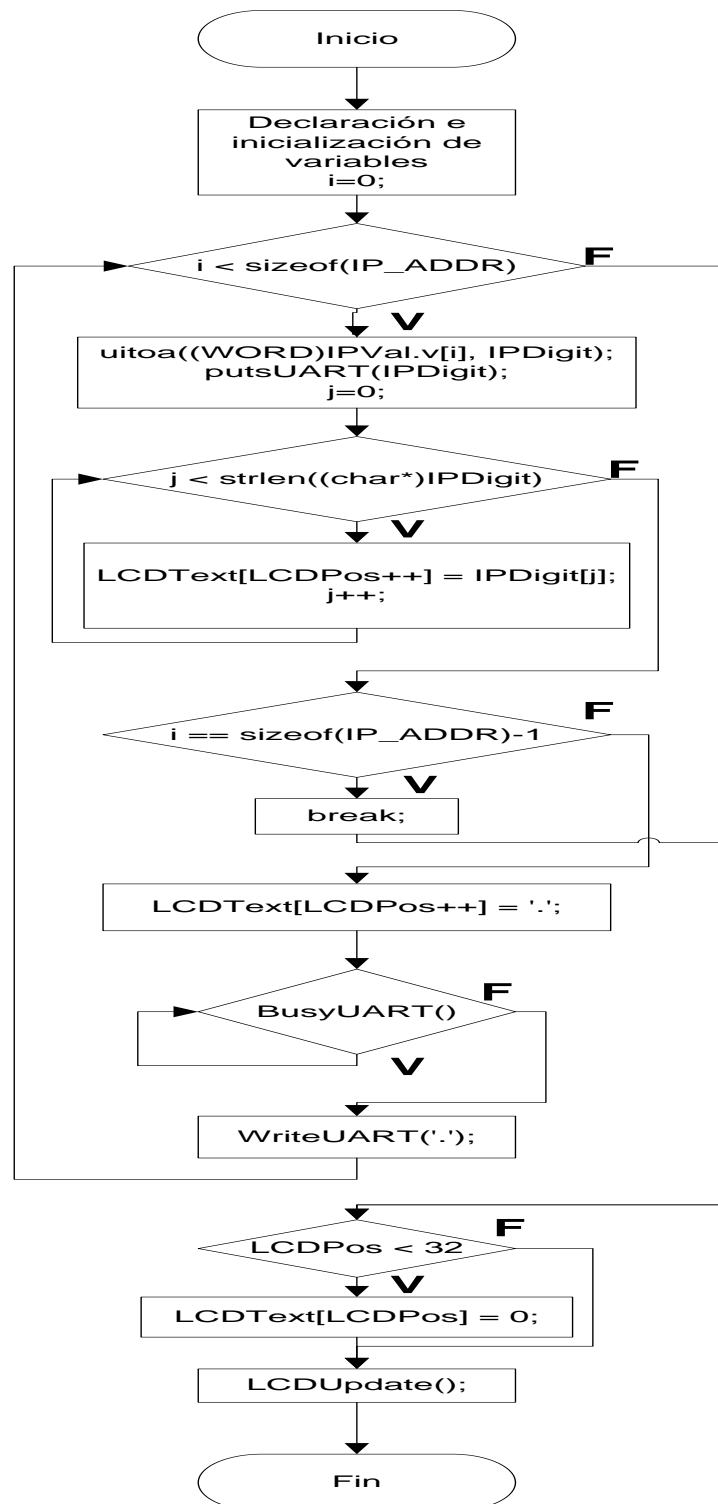 Inicio
Declaración e
inicialización de
variables
i=0;
i < sizeof(IP_ADDR)
F
V
uitoa((WORD)IPVal.v[i], IPDigit);
putsUART(IPDigit);
j=0;
j < strlen((char*)IPDigit)
F
V
LCDText[LCDPos++] = IPDigit[j];
j++;
i == sizeof(IP_ADDR)-1
F
V
break;
LCDText[LCDPos++] = '.';
BusyUART()
F
V
WriteUART('.');
LCDPos < 32
F
V
LCDText[LCDPos] = 0;
LCDUpdate();
Fin